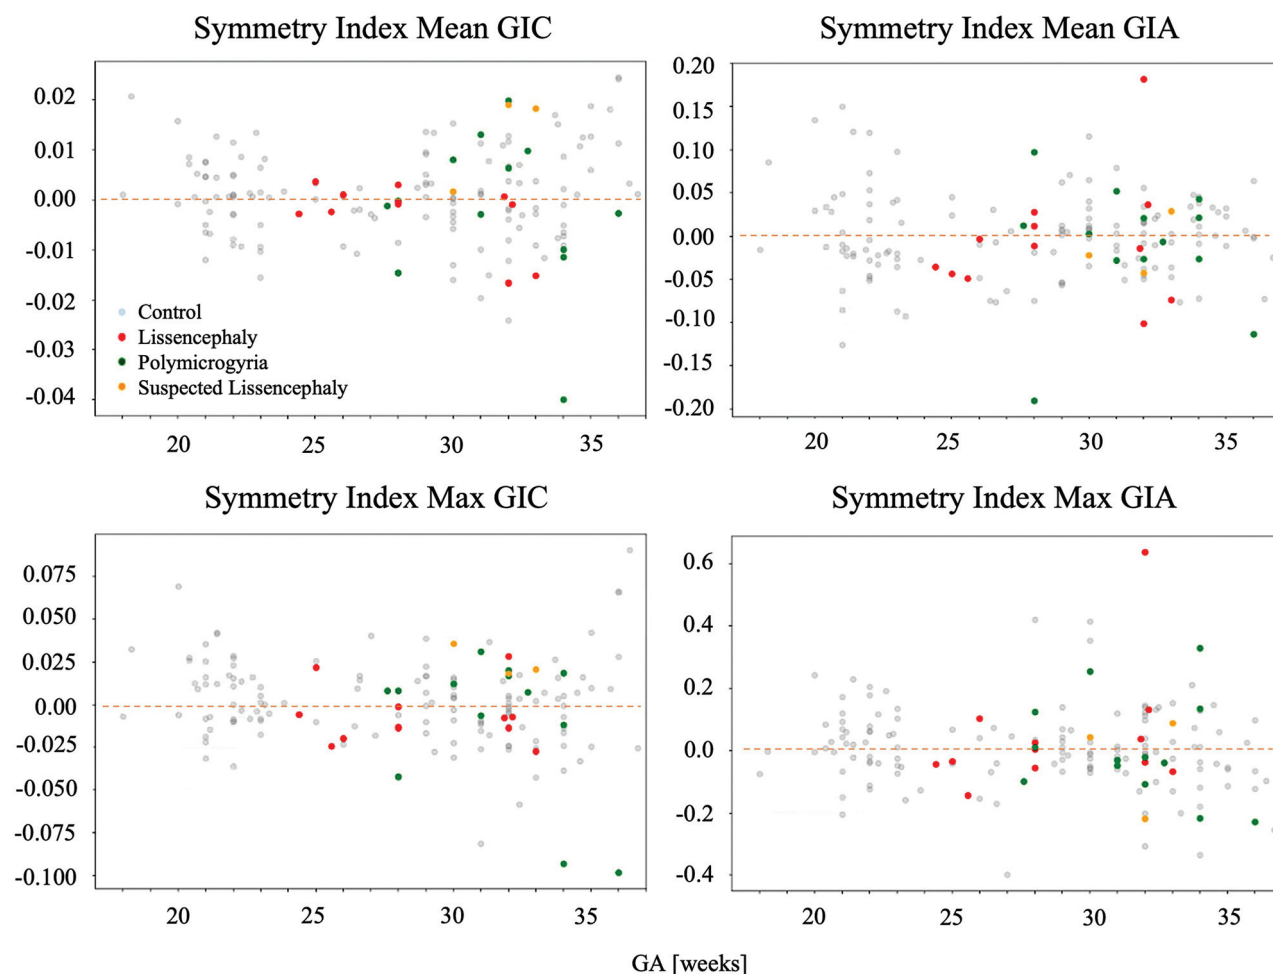 Symmetry Index Mean GIC
0.02
0.01
0.00
-0.01
-0.02
-0.03
-0.04
Control
Lissencephaly
Polymicrogyria
Suspected Lissencephaly
20 25 30 35
Symmetry Index Mean GIA
0.20
0.15
0.10
0.05
0.00
-0.05
-0.10
-0.15
-0.20
20 25 30 35
Symmetry Index Max GIC
0.075
0.050
0.025
0.00
-0.025
-0.050
-0.075
-0.100
20 25 30 35
Symmetry Index Max GIA
0.6
0.4
0.2
0.0
-0.2
-0.4
20 25 30 35
GA [weeks]